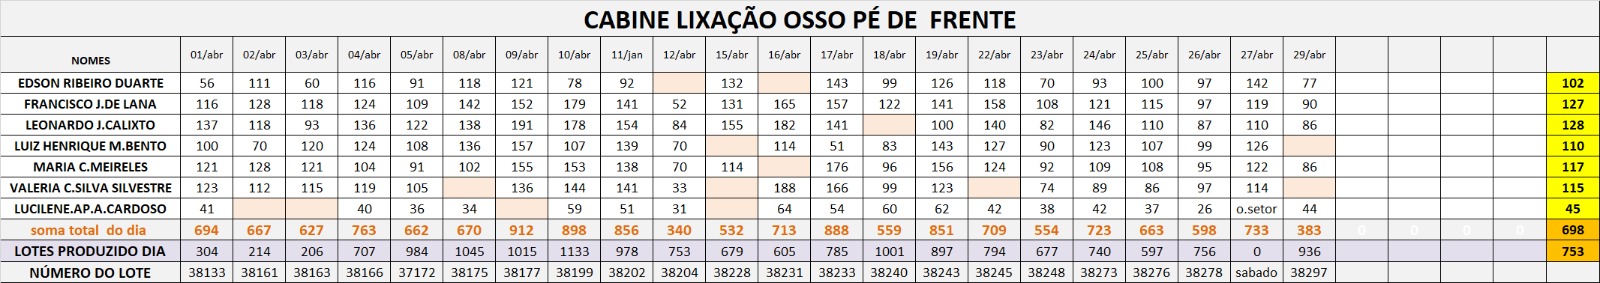 CABINE LIXAÇÃO OSSO PÉ DE FRENTE
NOMES 01/abr 02/abr 03/abr 04/abr 05/abr 08/abr 09/abr 10/abr 11/jan 12/abr 15/abr 16/abr 17/abr 18/abr 19/abr 22/abr 23/abr 24/abr 25/abr 26/abr 27/abr 29/abr
EDSON RIBEIRO DUARTE 56 111 60 116 91 118 121 78 92 132 143 99 126 118 70 93 100 97 142 77 102
FRANCISCO J.DE LANA 116 128 118 124 109 142 152 179 141 52 131 165 157 122 141 158 108 121 115 97 119 90 127
LEONARDO J.CALIXTO 137 118 93 136 122 138 191 178 154 84 155 182 141 100 140 82 146 110 87 110 86 128
LUIZ HENRIQUE M.BENTO 100 70 120 124 108 136 157 107 139 70 114 51 83 143 127 90 123 107 99 126 110
MARIA C.MEIRELES 121 128 121 104 91 102 155 153 138 70 114 176 96 156 124 92 109 108 95 122 86 117
VALERIA C.SILVA SILVESTRE 123 112 115 119 105 136 144 141 33 188 166 99 123 74 89 86 97 114 115
LUCILENE.AP.A.CARDOSO 41 40 36 34 59 51 31 64 54 60 62 42 38 42 37 26 o.setor 44 45
soma total do dia 694 667 627 763 662 670 912 898 856 340 532 713 888 559 851 709 554 723 663 598 733 383 0 0 0 0 698
LOTES PRODUZIDO DIA 304 214 206 707 984 1045 1015 1133 978 753 679 605 785 1001 897 794 677 740 597 756 0 936 753
NÚMERO DO LOTE 38133 38161 38163 38166 37172 38175 38177 38199 38202 38204 38228 38231 38233 38240 38243 38245 38248 38273 38276 38278 sabado 38297